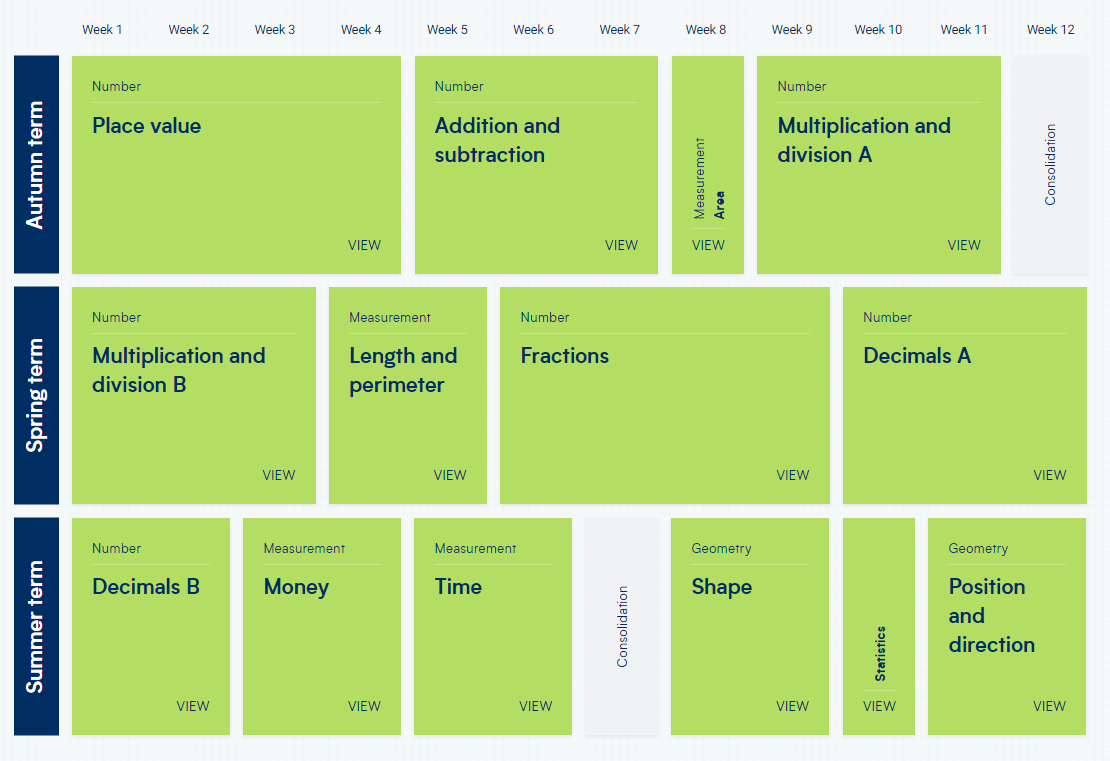 Week 1 Week 2 Week 3 Week 4 Week 5 Week 6 Week 7 Week 8 Week 9 Week 10 Week 11 Week 12
Autumn term
Number
Place value
VIEW
Number
Addition and
subtraction
VIEW
Measurement
Area
VIEW
Number
Multiplication and
division A
VIEW
Consolidation
Spring term
Number
Multiplication and
division B
VIEW
Measurement
Length and
perimeter
VIEW
Number
Fractions
VIEW
Number
Decimals A
VIEW
Summer term
Number
Decimals B
VIEW
Measurement
Money
VIEW
Measurement
Time
VIEW
Consolidation
Geometry
Shape
VIEW
Statistics
VIEW
Geometry
Position
and
direction
VIEW